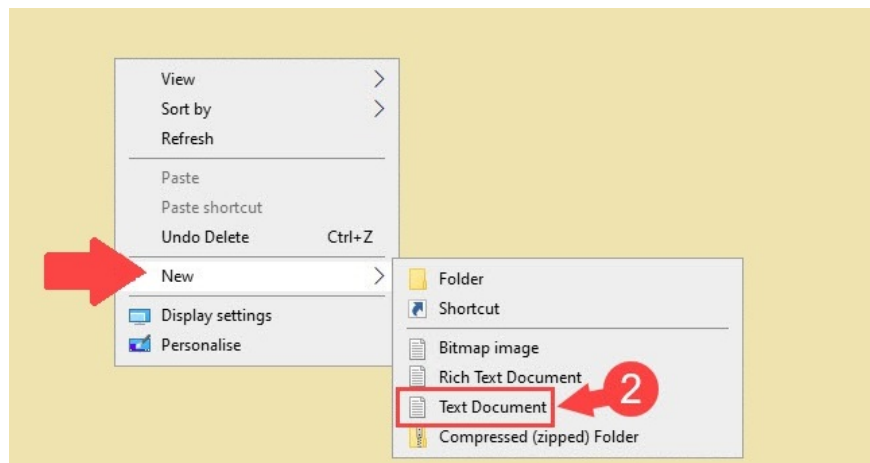 View
Sort by
Refresh
Paste
Paste shortcut
Undo Delete Ctrl+Z
New
Display settings
Personalise
Folder
Shortcut
Bitmap image
Rich Text Document
Text Document
2
Compressed (zipped) Folder